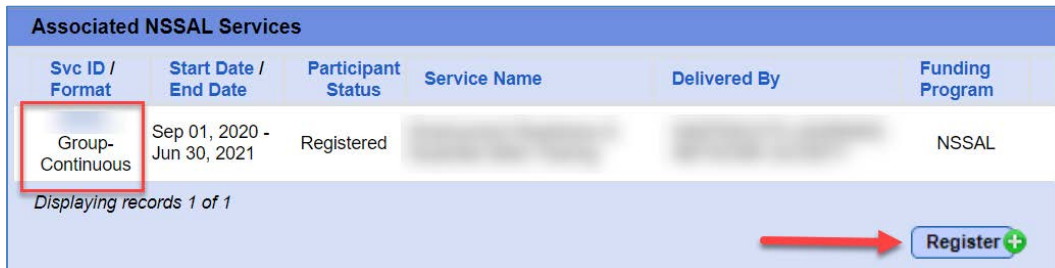 Associated NSSAL Services
Svc ID / Format Start Date / End Date Participant Status Service Name Delivered By Funding Program
Group-Continuous Sep 01, 2020 - Jun 30, 2021 Registered NSSAL
Displaying records 1 of 1
Register